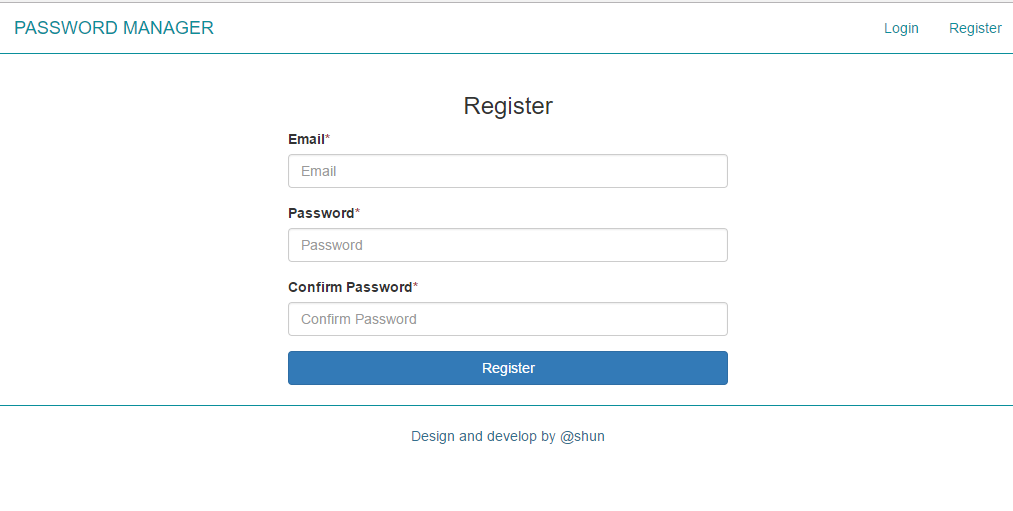 PASSWORD MANAGER Login Register
Register
Email*
Email
Password*
Password
Confirm Password*
Confirm Password
Register
Design and develop by @shun